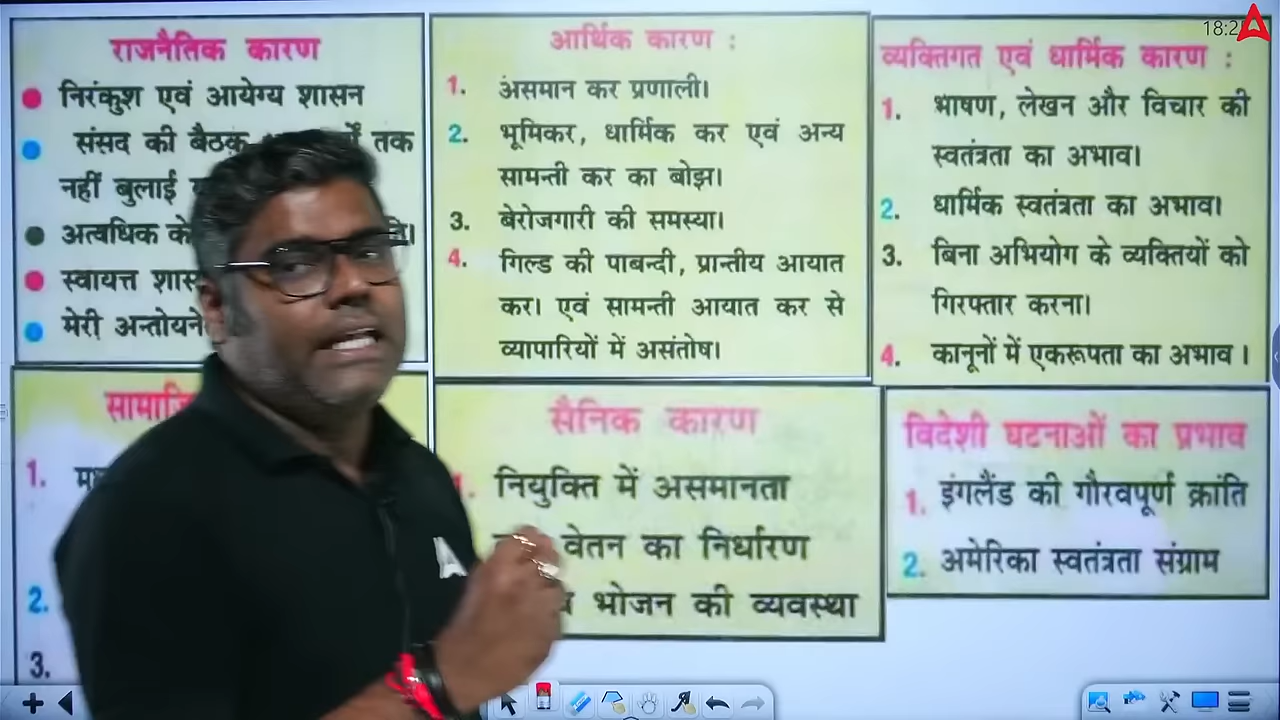 18:2
राजनैतिक कारण
निरंकुश एवं आयेग्य शासन
संसद की बैठक तक
नहीं बुलाई
अत्यधिक के
स्वायत्त शास
मेरी अन्तोयने
आर्थिक कारण :
1. असमान कर प्रणाली।
2. भूमिकर, धार्मिक कर एवं अन्य
सामन्ती कर का बोझ।
3. बेरोजगारी की समस्या।
4. गिल्ड की पाबन्दी, प्रान्तीय आयात
कर। एवं सामन्ती आयात कर से
व्यापारियों में असंतोष।
व्यक्तिगत एवं धार्मिक कारण :
1. भाषण, लेखन और विचार की
स्वतंत्रता का अभाव।
2. धार्मिक स्वतंत्रता का अभाव।
3. बिना अभियोग के व्यक्तियों को
गिरफ्तार करना।
4. कानूनों में एकरूपता का अभाव ।
सामाजि
1.
2.
3.
सैनिक कारण
1. नियुक्ति में असमानता
वेतन का निर्धारण
भोजन की व्यवस्था
विदेशी घटनाओं का प्रभाव
1. इंगलैंड की गौरवपूर्ण क्रांति
2. अमेरिका स्वतंत्रता संग्राम